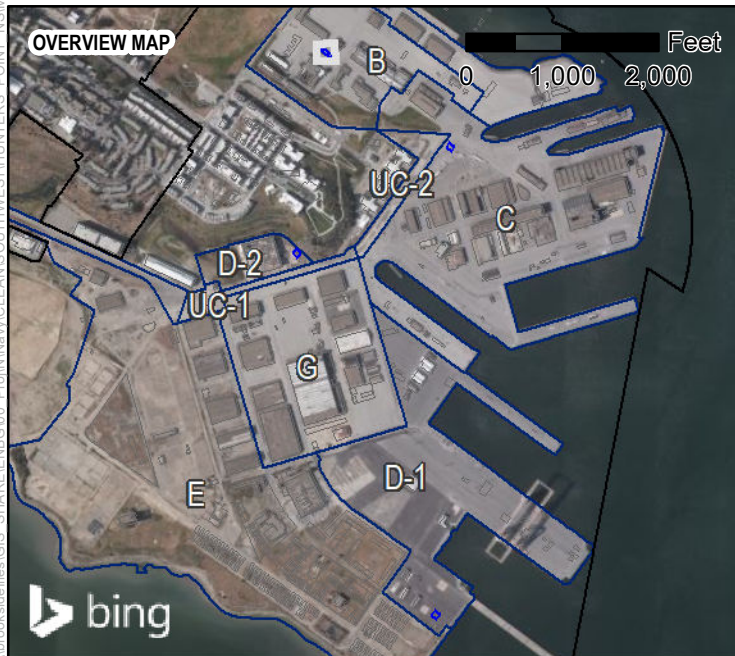 OVERVIEW MAP
Feet
0 1,000 2,000
B
UC-2
C
D-2
UC-1
G
E
D-1
bing